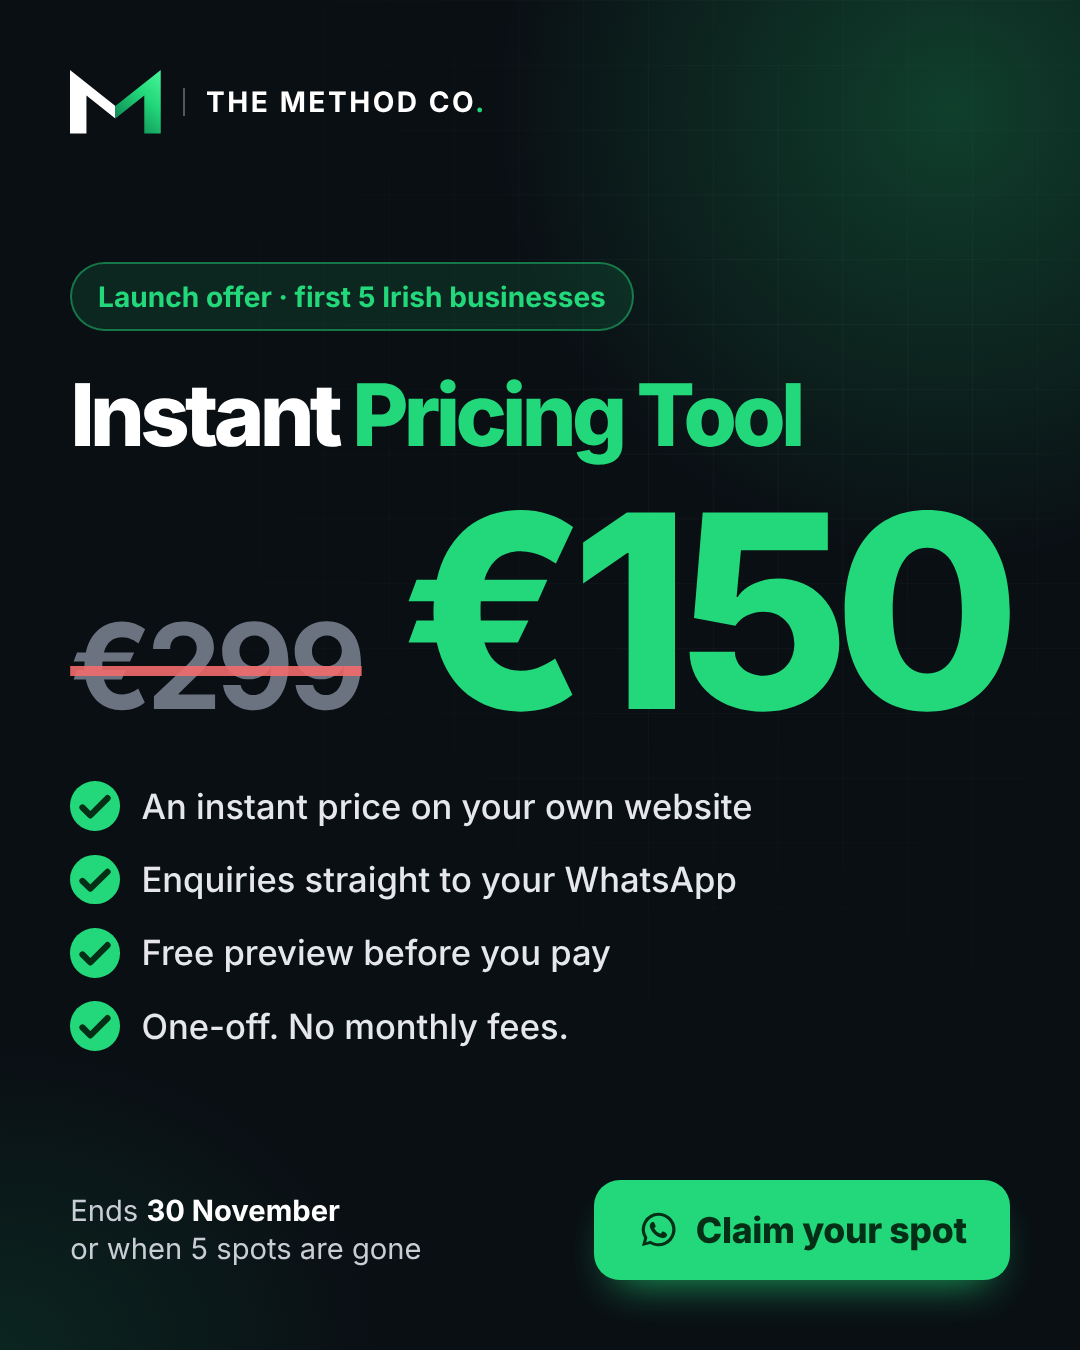 THE METHOD CO.
Launch offer · first 5 Irish businesses
Instant Pricing Tool
€299 €150
An instant price on your own website
Enquiries straight to your WhatsApp
Free preview before you pay
One-off. No monthly fees.
Ends 30 November
or when 5 spots are gone
Claim your spot